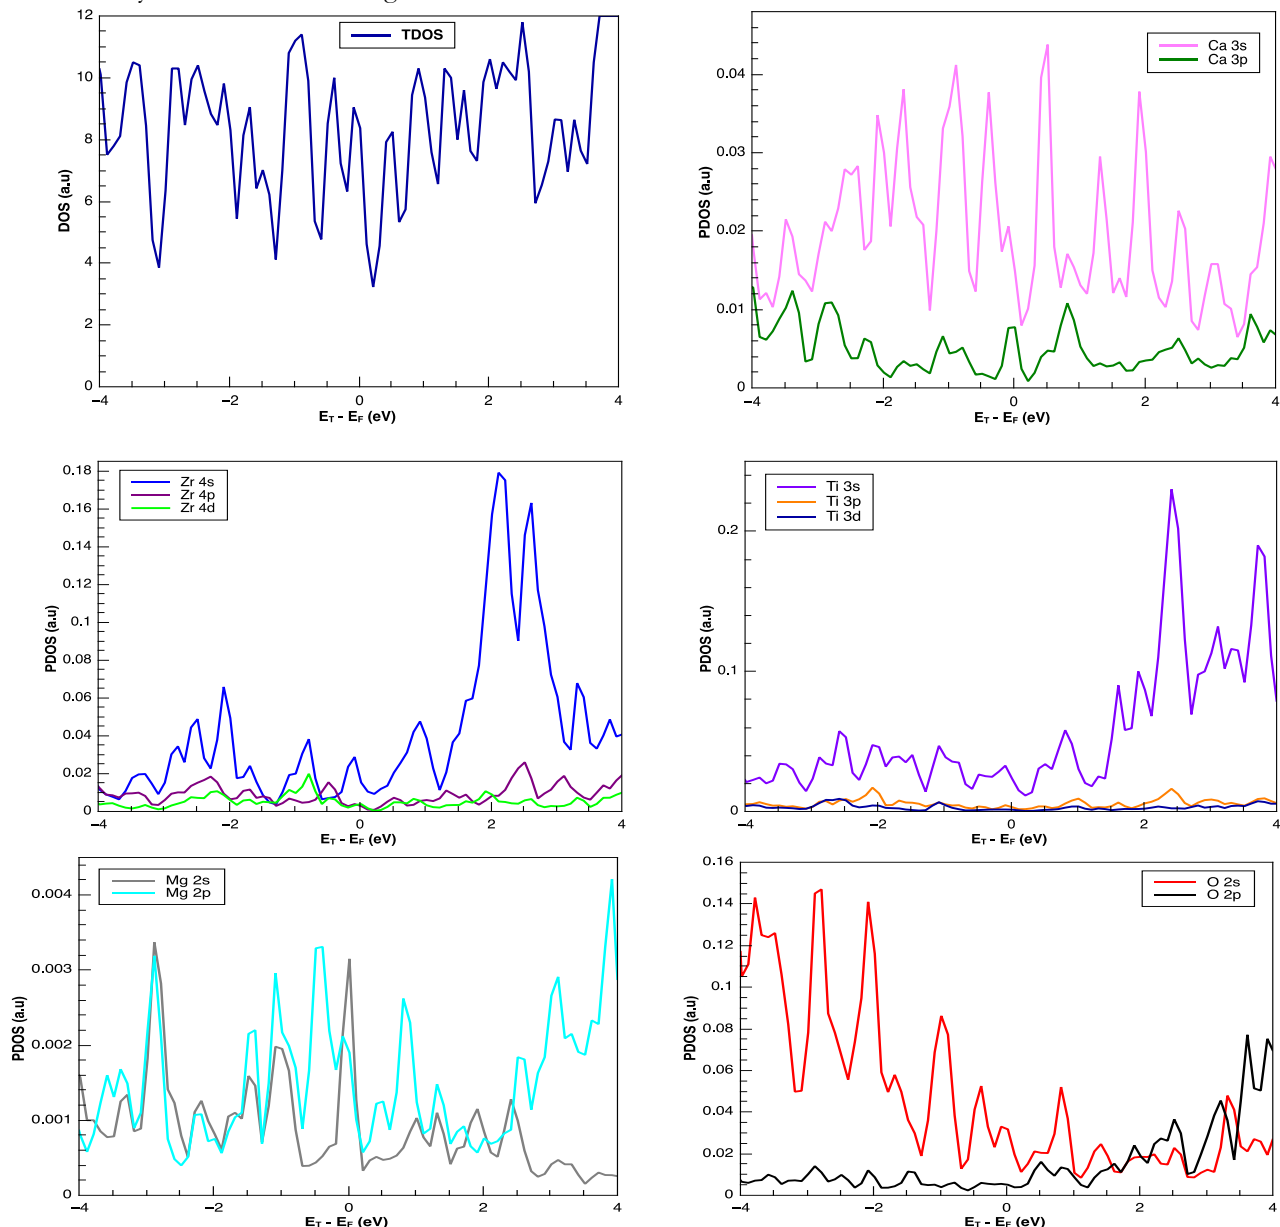 12
10
8
6
4
2
0
DOS (a.u)
TDOS
−4
−2
0
2
4
E_T - E_F (eV)
0.04
0.03
0.02
0.01
0
PDOS (a.u)
Ca 3s
Ca 3p
−4
−2
0
2
4
E_T - E_F (eV)
0.18
0.16
0.14
0.12
0.1
0.08
0.06
0.04
0.02
0
PDOS (a.u)
Zr 4s
Zr 4p
Zr 4d
−4
−2
0
2
4
E_T - E_F (eV)
0.2
0.1
0
PDOS (a.u)
Ti 3s
Ti 3p
Ti 3d
−4
−2
0
2
4
E_T - E_F (eV)
0.004
0.003
0.002
0.001
0
PDOS (a.u)
Mg 2s
Mg 2p
−4
−2
0
2
4
E_T - E_F (eV)
0.16
0.14
0.12
0.1
0.08
0.06
0.04
0.02
0
PDOS (a.u)
O 2s
O 2p
−4
−2
0
2
4
E_T - E_F (eV)